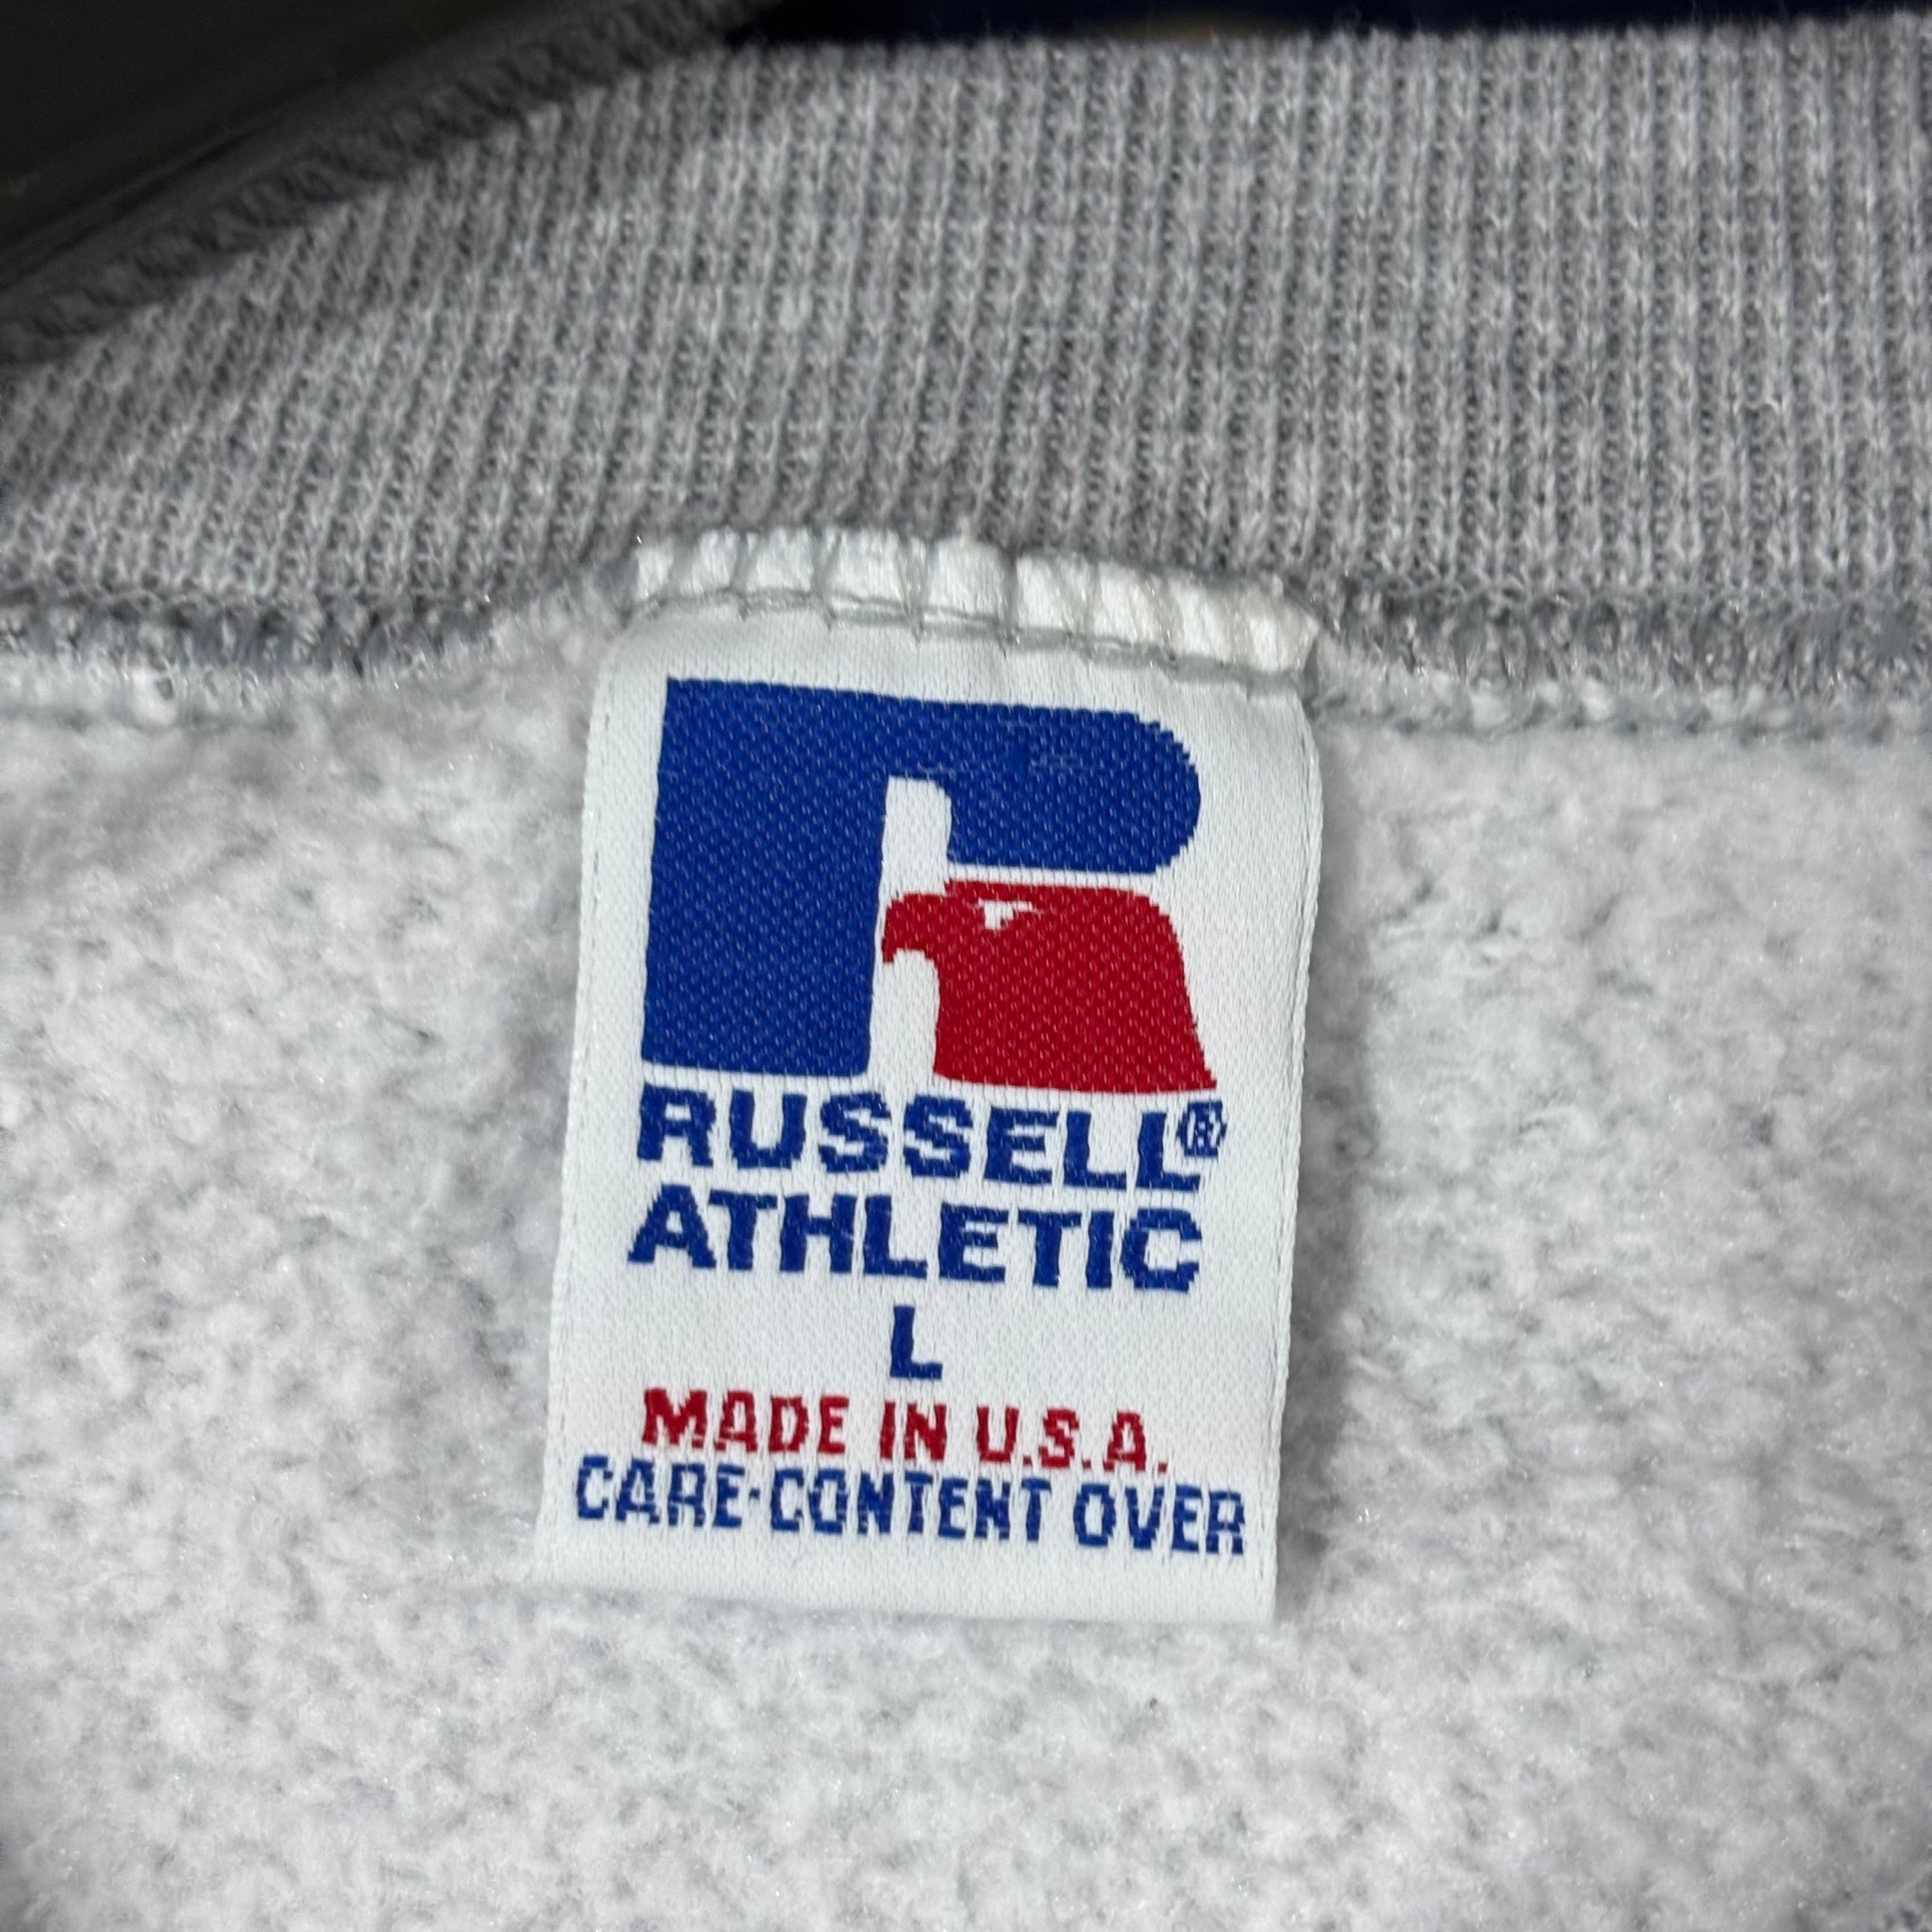 RUSSELL®
ATHLETIC
L
MADE IN U.S.A.
CARE·CONTENT OVER